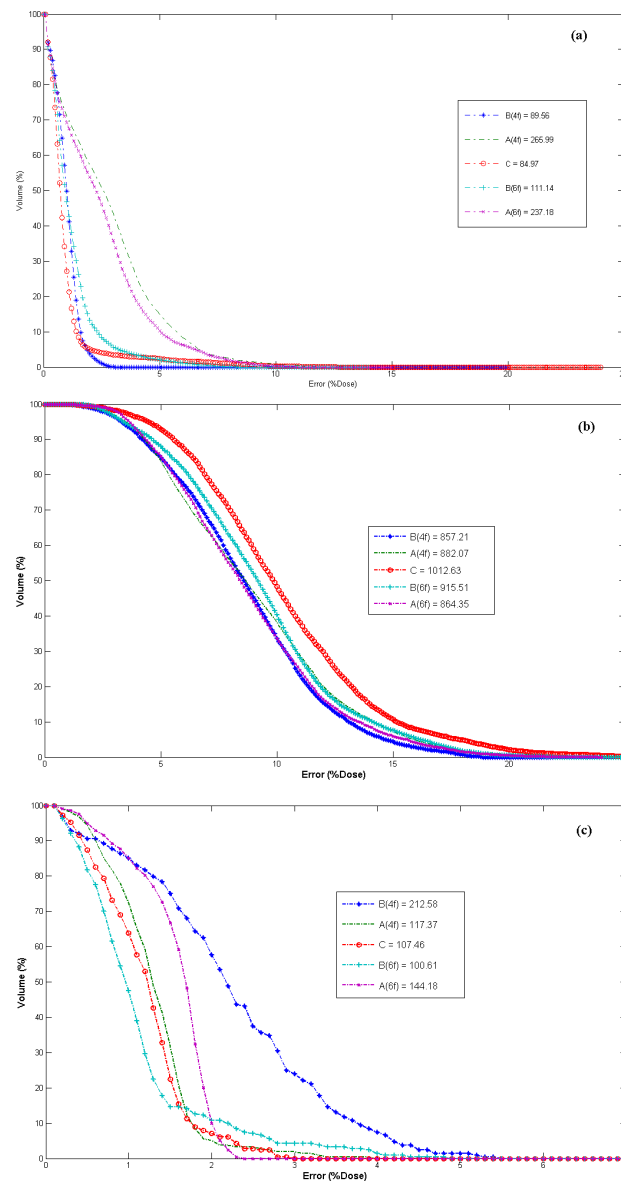 (a)
100
90
80
70
60
50
40
30
20
10
0
Volume (%)
B(4f) = 89.56
A(4f) = 265.99
C = 84.97
B(6f) = 111.14
A(6f) = 237.18
0 5 10 15 20
Error (%Dose)
(b)
100
90
80
70
60
50
40
30
20
10
0
Volume (%)
B(4f) = 857.21
A(4f) = 882.07
C = 1012.63
B(6f) = 915.51
A(6f) = 864.35
0 5 10 15 20
Error (%Dose)
(c)
100
90
80
70
60
50
40
30
20
10
0
Volume (%)
B(4f) = 212.58
A(4f) = 117.37
C = 107.46
B(6f) = 100.61
A(6f) = 144.18
0 1 2 3 4 5 6
Error (%Dose)